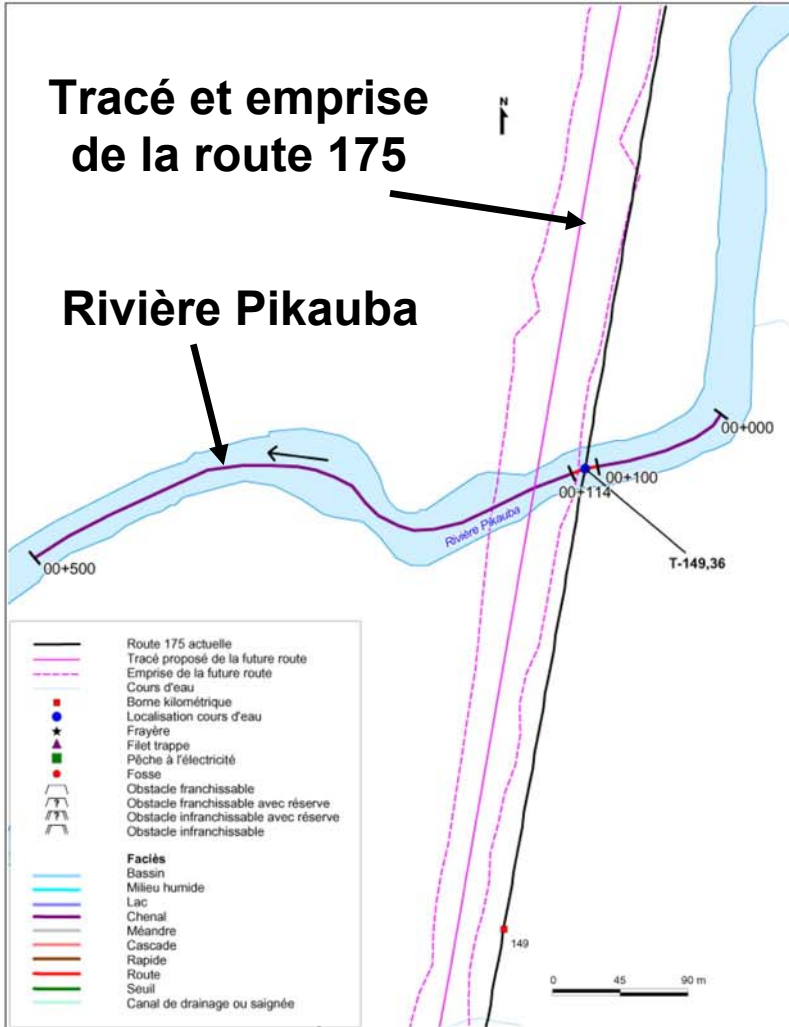 Tracé et emprise
de la route 175
N
Rivière Pikauba
00+000
00+100
00+114
Rivière Pikauba
T-149,36
00+500
Route 175 actuelle
Tracé proposé de la future route
Emprise de la future route
Cours d'eau
Borne kilométrique
Localisation cours d'eau
Frayère
Filet trappe
Pêche à l'électricité
Fosse
Obstacle franchissable
? Obstacle franchissable avec réserve
? Obstacle infranchissable avec réserve
Obstacle infranchissable
Faciès
Bassin
Milieu humide
Lac
Chenal
Méandre
Cascade
Rapide
Route
Seuil
Canal de drainage ou saignée
149
0 45 90 m